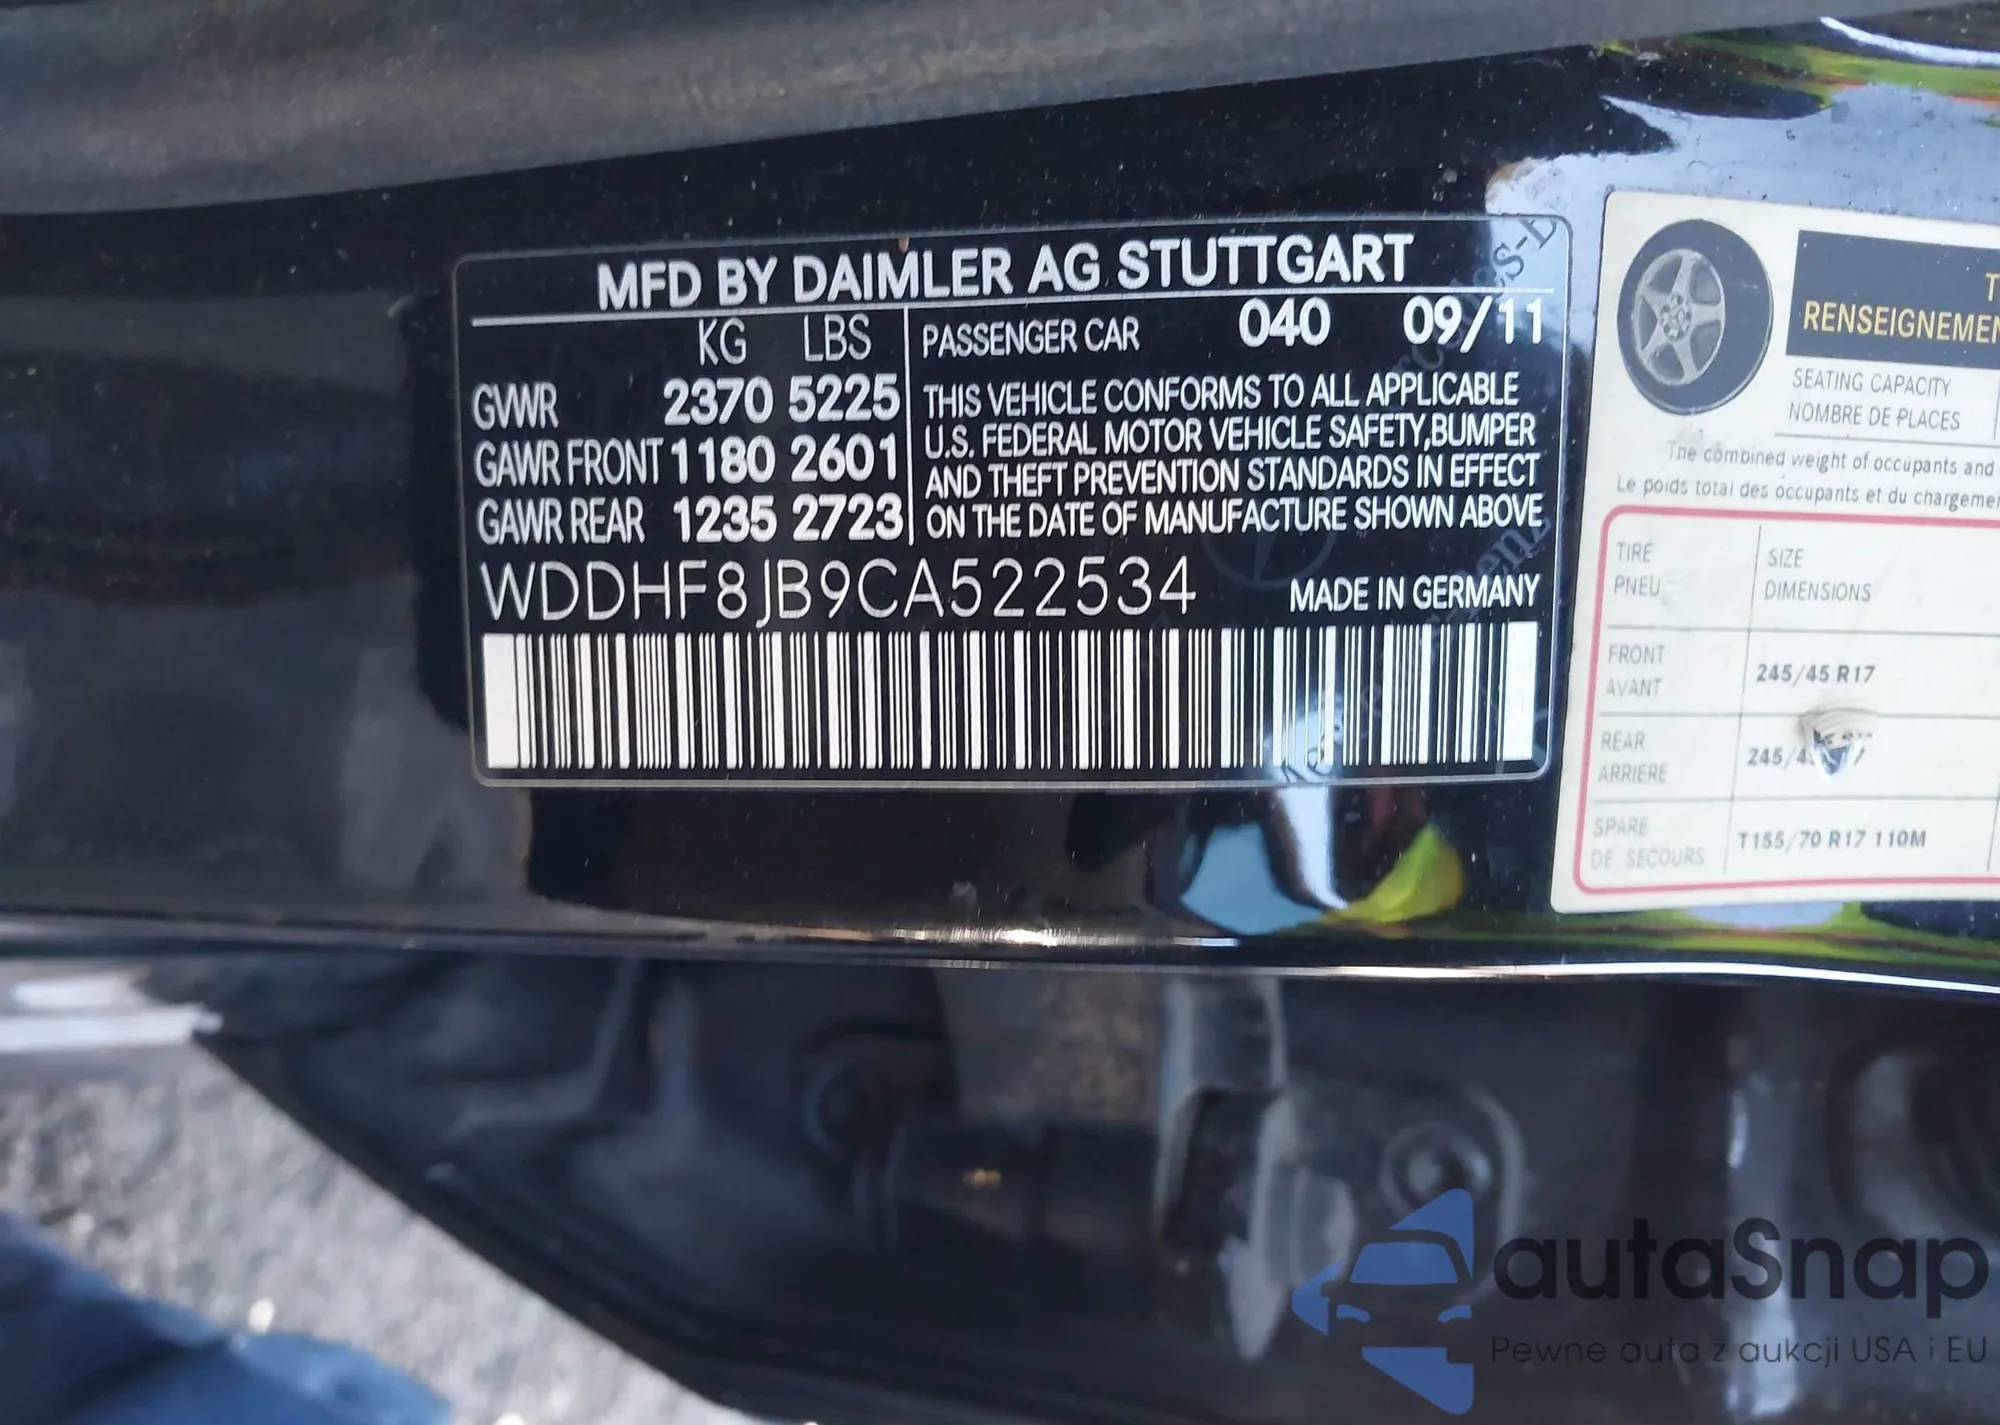 MFD BY DAIMLER AG STUTTGART
KG LBS
PASSENGER CAR 040 09/11
GVWR 2370 5225
GAWR FRONT 1180 2601
GAWR REAR 1235 2723
THIS VEHICLE CONFORMS TO ALL APPLICABLE
U.S. FEDERAL MOTOR VEHICLE SAFETY,BUMPER
AND THEFT PREVENTION STANDARDS IN EFFECT
ON THE DATE OF MANUFACTURE SHOWN ABOVE
WDDHF8JB9CA522534
MADE IN GERMANY
SEATING CAPACITY
NOMBRE DE PLACES
The combined weight of occupants and
Le poids total des occupants et du
TIRE SIZE
PNEU DIMENSIONS
FRONT
AVANT 245/45 R17
REAR
ARRIERE
SPARE
DE SECOURS T155/70 R17 110M
autaSnap
Pewne auta z aukcji USA i EU